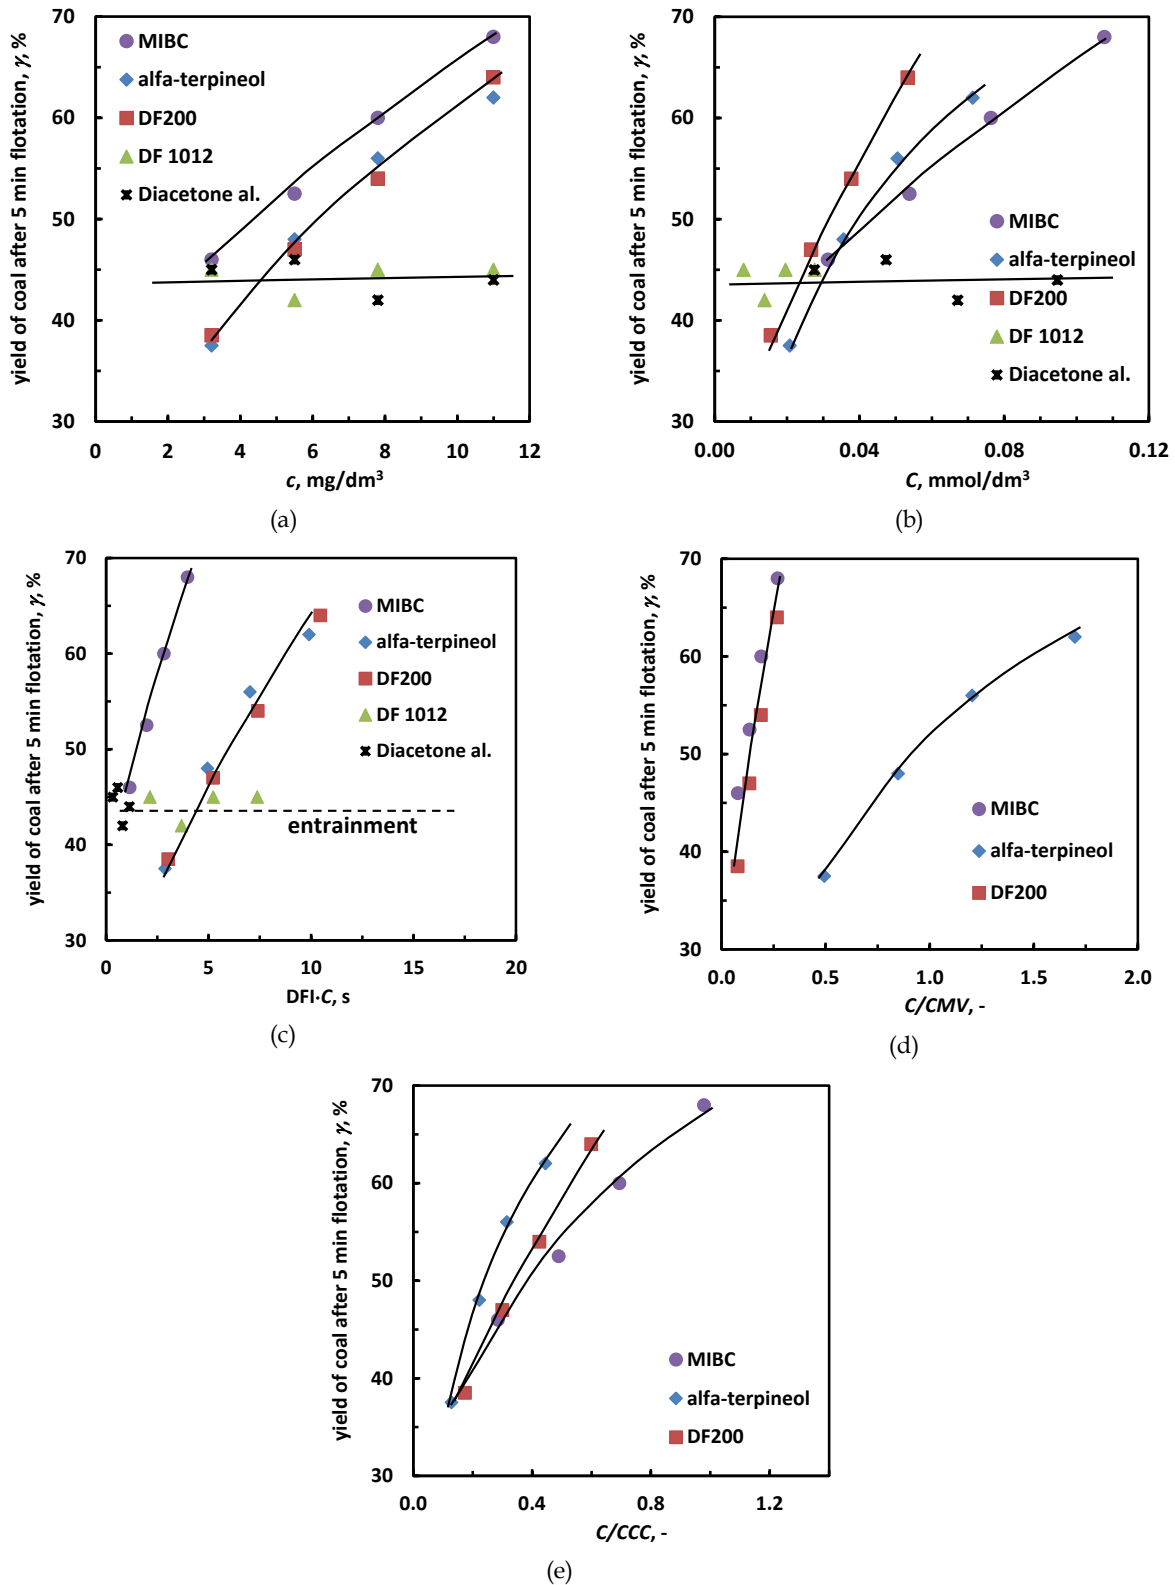 yield of coal after 5 min flotation, γ, %
70
60
50
40
30
MIBC
alfa-terpineol
DF200
DF 1012
Diacetone al.
0 2 4 6 8 10 12
c, mg/dm³
(a)
yield of coal after 5 min flotation, γ, %
70
60
50
40
30
MIBC
alfa-terpineol
DF200
DF 1012
Diacetone al.
0.00 0.04 0.08 0.12
C, mmol/dm³
(b)
yield of coal after 5 min flotation, γ, %
70
60
50
40
30
MIBC
alfa-terpineol
DF200
DF 1012
Diacetone al.
entrainment
0 5 10 15 20
DFI·C, s
(c)
yield of coal after 5 min flotation, γ, %
70
60
50
40
30
MIBC
alfa-terpineol
DF200
0.0 0.5 1.0 1.5 2.0
C/CMV, -
(d)
yield of coal after 5 min flotation, γ, %
70
60
50
40
30
MIBC
alfa-terpineol
DF200
0.0 0.4 0.8 1.2
C/CCC, -
(e)